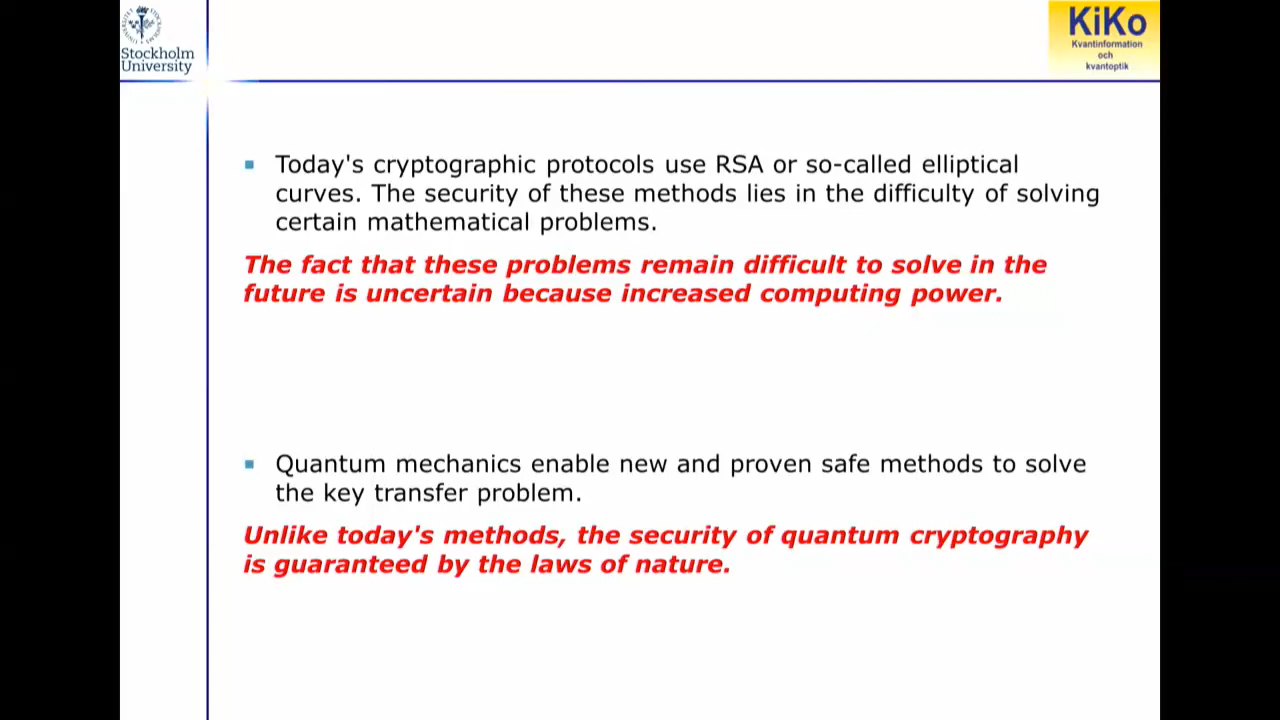 Stockholm
University
KiKo
Kvantinformation
och
kvantoptik
Today's cryptographic protocols use RSA or so-called elliptical
curves. The security of these methods lies in the difficulty of solving
certain mathematical problems.
The fact that these problems remain difficult to solve in the
future is uncertain because increased computing power.
Quantum mechanics enable new and proven safe methods to solve
the key transfer problem.
Unlike today's methods, the security of quantum cryptography
is guaranteed by the laws of nature.